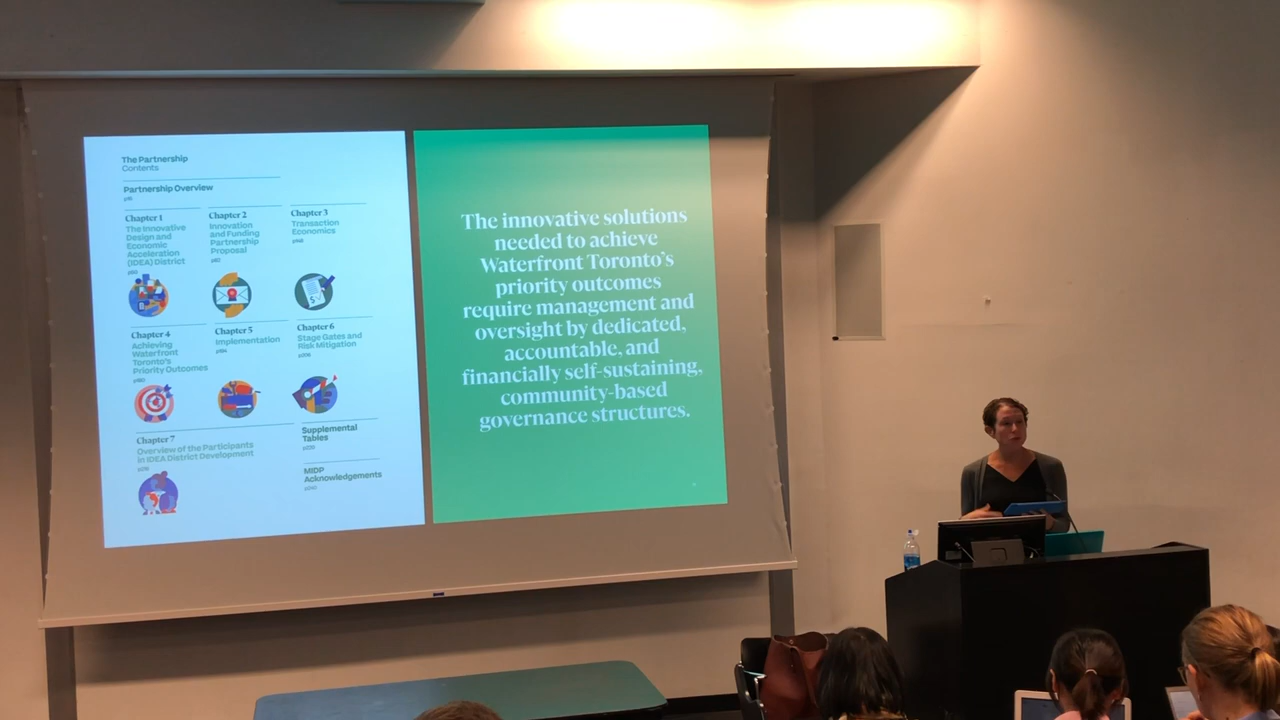 The Partnership
Contents
Partnership Overview
Chapter 1
The Innovative
Design and
Economic
Acceleration
(IDEA) District
Chapter 2
Innovation
and Funding
Partnership
Proposal
Chapter 3
Transaction
Economics
Chapter 4
Achieving
Waterfront
Toronto's
Priority Outcomes
Chapter 5
Implementation
Chapter 6
Stage Gates and
Risk Mitigation
Chapter 7
Overview of the Participants
in IDEA District Development
Supplemental
Tables
MIDP
Acknowledgements
The innovative solutions
needed to achieve
Waterfront Toronto's
priority outcomes
require management and
oversight by dedicated,
accountable, and
financially self-sustaining,
community-based
governance structures.